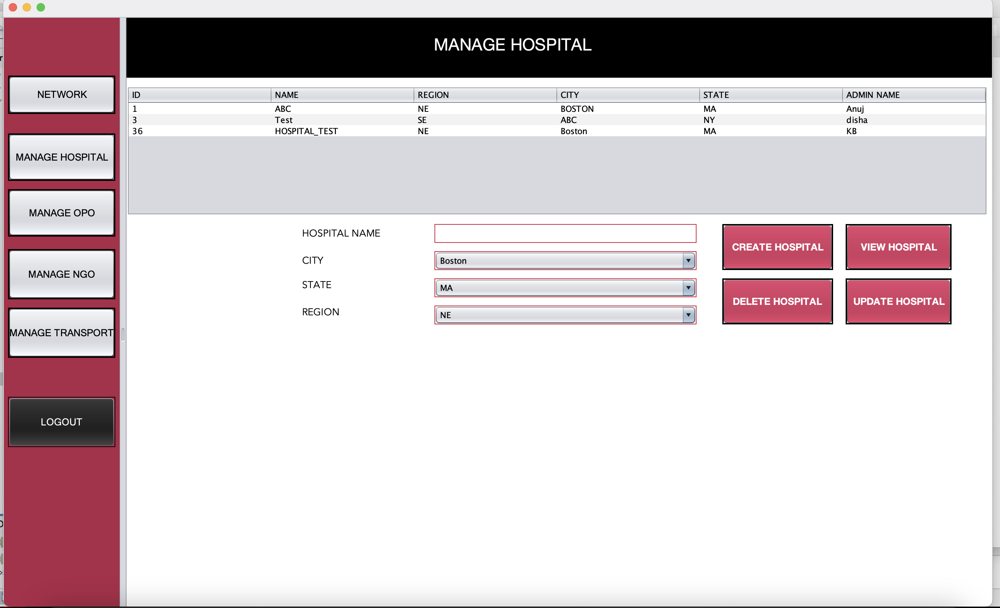 MANAGE HOSPITAL
NETWORK
MANAGE HOSPITAL
MANAGE OPO
MANAGE NGO
MANAGE TRANSPORT
LOGOUT
ID NAME REGION CITY STATE ADMIN NAME
1 ABC NE BOSTON MA Anuj
3 Test SE ABC NY disha
36 HOSPITAL_TEST NE Boston MA KB
HOSPITAL NAME
CITY Boston
STATE MA
REGION NE
CREATE HOSPITAL VIEW HOSPITAL
DELETE HOSPITAL UPDATE HOSPITAL